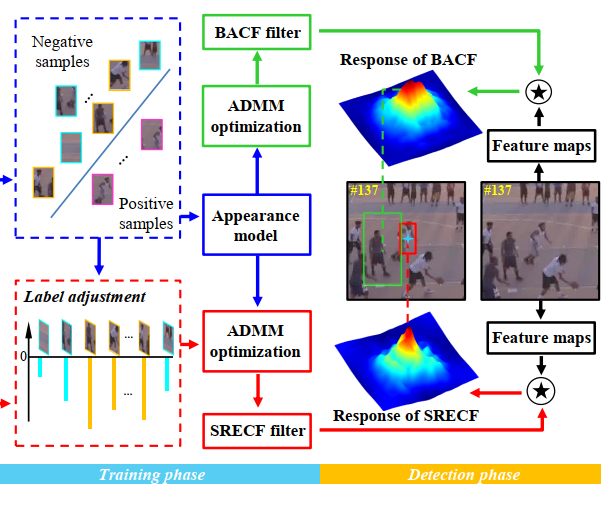 Negative
samples
Positive
samples
BACF filter
ADMM
optimization
Appearance
model
Label adjustment
0
...
...
ADMM
optimization
SRECF filter
Response of BACF
Feature maps
#137
#137
Feature maps
Response of SRECF
Training phase
Detection phase